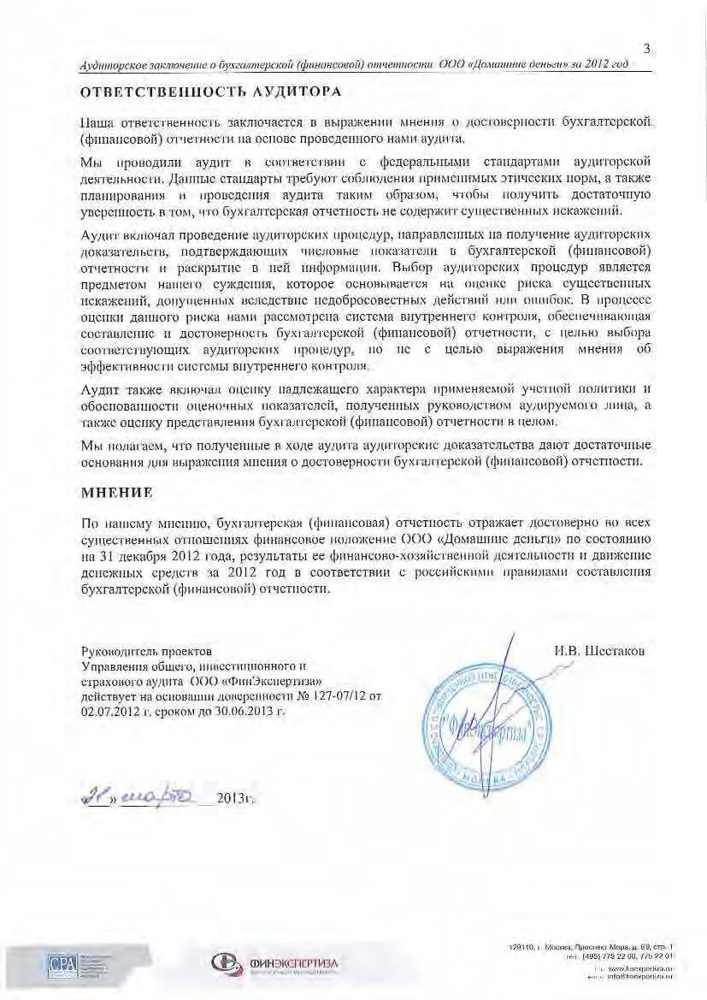 3
Аудиторское заключение о бухгалтерской (финансовой) отчетности ООО «Домашние деньги» за 2012 год
ОТВЕТСТВЕННОСТЬ АУДИТОРА
Наша ответственность заключается в выражении мнения о достоверности бухгалтерской
(финансовой) отчетности на основе проведенного нами аудита.
Мы проводили аудит в соответствии с федеральными стандартами аудиторской
деятельности. Данные стандарты требуют соблюдения применимых этических норм, а также
планирования и проведения аудита таким образом, чтобы получить достаточную
уверенность в том, что бухгалтерская отчетность не содержит существенных искажений.
Аудит включал проведение аудиторских процедур, направленных на получение аудиторских
доказательств, подтверждающих числовые показатели в бухгалтерской (финансовой)
отчетности и раскрытие в ней информации. Выбор аудиторских процедур является
предметом нашего суждения, которое основывается на оценке риска существенных
искажений, допущенных вследствие недобросовестных действий или ошибок. В процессе
оценки данного риска нами рассмотрена система внутреннего контроля, обеспечивающая
составление и достоверность бухгалтерской (финансовой) отчетности, с целью выбора
соответствующих аудиторских процедур, но не с целью выражения мнения об
эффективности системы внутреннего контроля.
Аудит также включал оценку надлежащего характера применяемой учетной политики и
обоснованности оценочных показателей, полученных руководством аудируемого лица, а
также оценку представления бухгалтерской (финансовой) отчетности в целом.
Мы полагаем, что полученные в ходе аудита аудиторские доказательства дают достаточные
основания для выражения мнения о достоверности бухгалтерской (финансовой) отчетности.
МНЕНИЕ
По нашему мнению, бухгалтерская (финансовая) отчетность отражает достоверно во всех
существенных отношениях финансовое положение ООО «Домашние деньги» по состоянию
на 31 декабря 2012 года, результаты ее финансово-хозяйственной деятельности и движение
денежных средств за 2012 год в соответствии с российскими правилами составления
бухгалтерской (финансовой) отчетности.
Руководитель проектов
И.В. Шестаков
Управления общего, инвестиционного и
страхового аудита ООО «ФинЭкспертиза»
действует на основании доверенности № 127-07/12 от
02.07.2012 г. сроком до 30.06.2013 г.
"ФинЭкспертиза"
МОСКВА
марта 2013г.
CPA
ФИНЭКСПЕРТИЗА
129110, г. Москва, Проспект Мира, д. 69, стр. 1
тел. (495) 775 22 00, 775 22 01
www.finexpertiza.ru
info@finexpertiza.ru